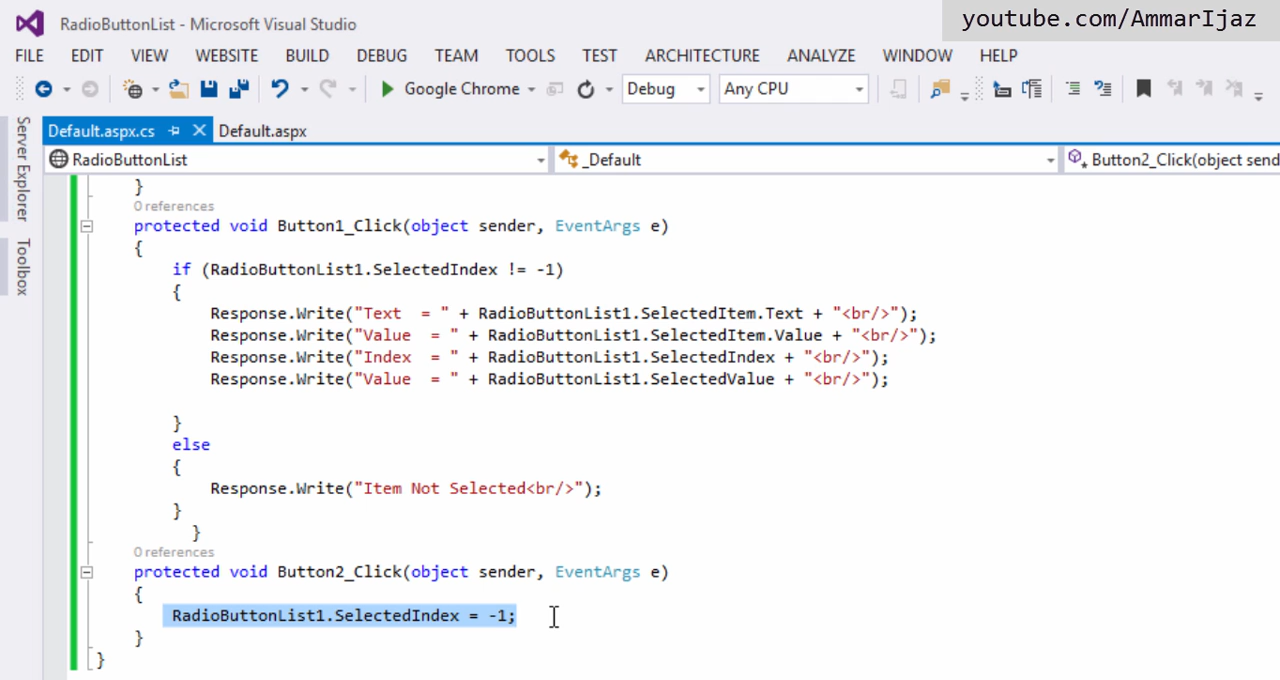 RadioButtonList - Microsoft Visual Studio
youtube.com/AmmarIjaz
FILE EDIT VIEW WEBSITE BUILD DEBUG TEAM TOOLS TEST ARCHITECTURE ANALYZE WINDOW HELP
Google Chrome Debug Any CPU
Server Explorer
Toolbox
Default.aspx.cs Default.aspx
RadioButtonList _Default Button2_Click(object send
}
0 references
protected void Button1_Click(object sender, EventArgs e)
{
if (RadioButtonList1.SelectedIndex != -1)
{
Response.Write("Text  = " + RadioButtonList1.SelectedItem.Text + "<br/>");
Response.Write("Value  = " + RadioButtonList1.SelectedItem.Value + "<br/>");
Response.Write("Index  = " + RadioButtonList1.SelectedIndex + "<br/>");
Response.Write("Value  = " + RadioButtonList1.SelectedValue + "<br/>");
}
else
{
Response.Write("Item Not Selected<br/>");
}
}
0 references
protected void Button2_Click(object sender, EventArgs e)
{
RadioButtonList1.SelectedIndex = -1;
}
}